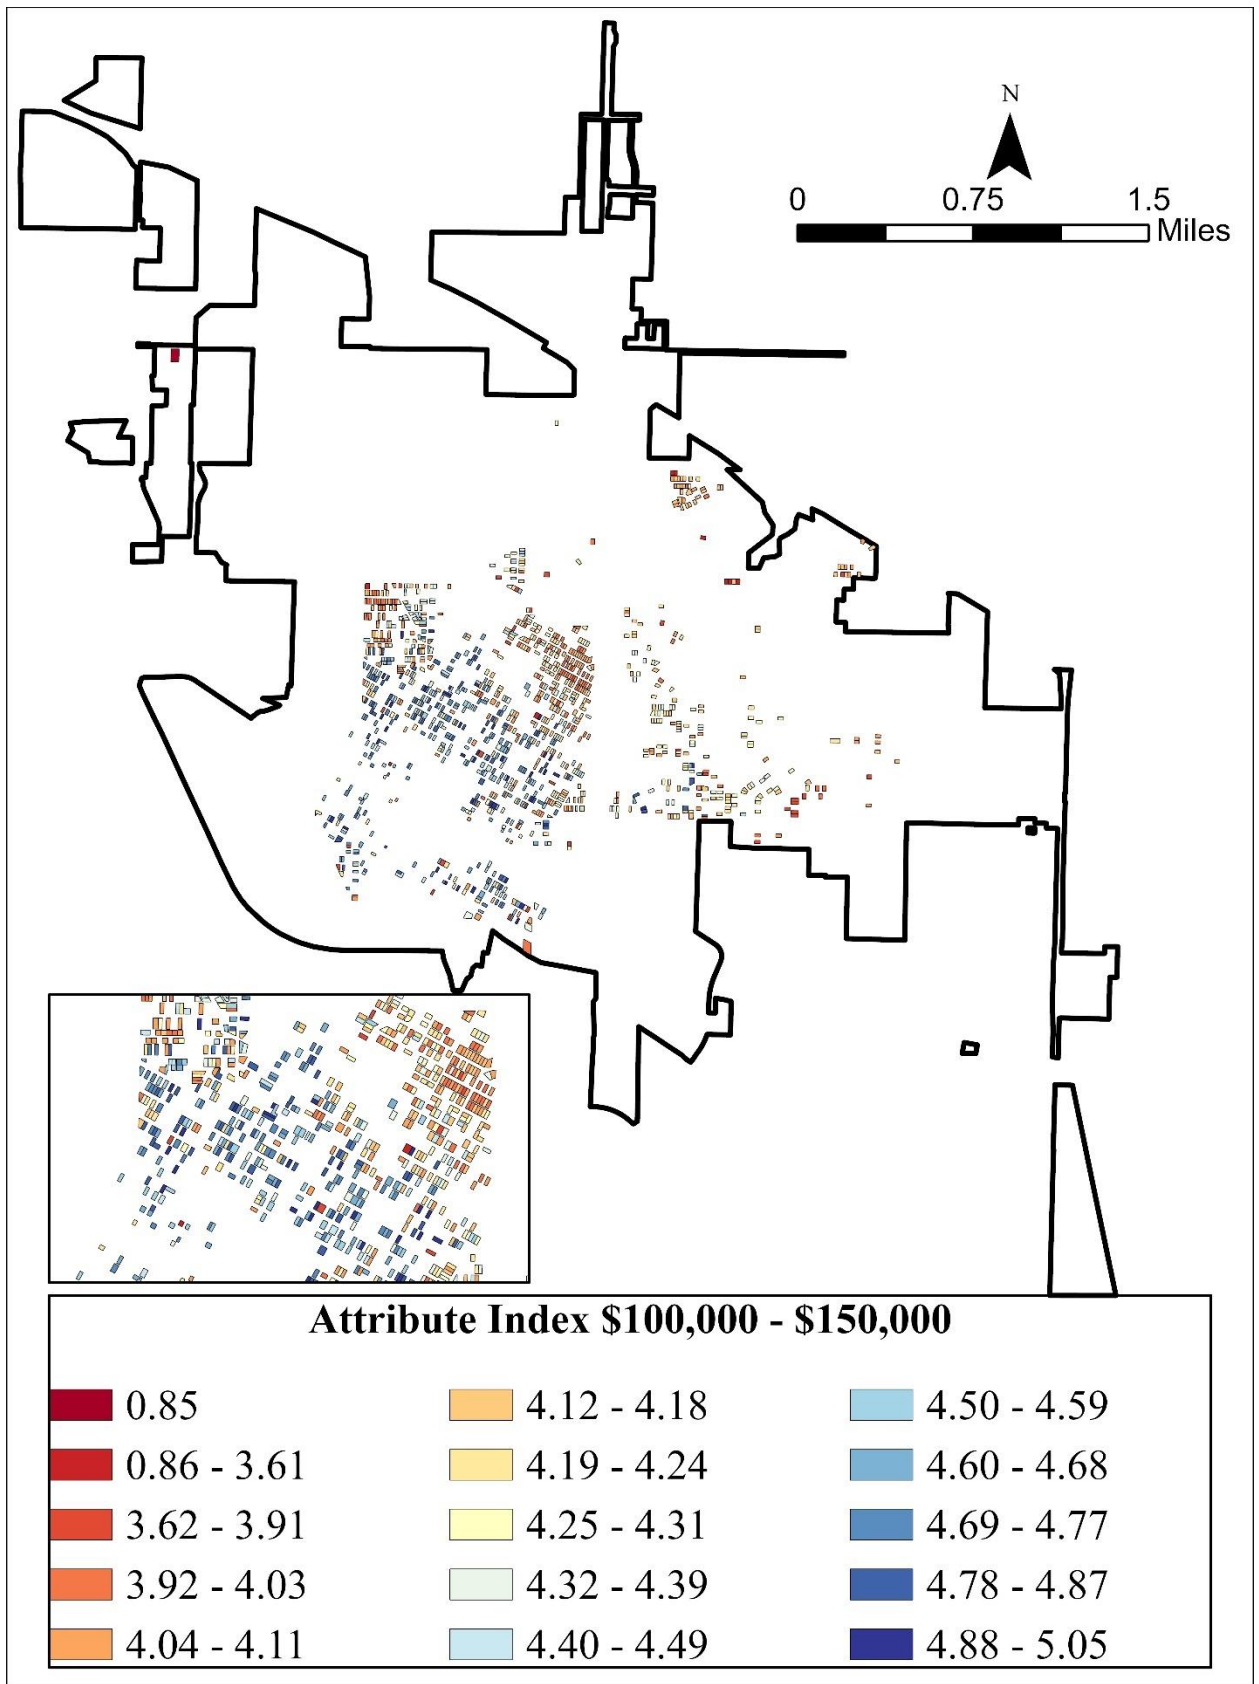 N
0 0.75 1.5
Miles
Attribute Index $100,000 - $150,000
0.85 4.12 - 4.18 4.50 - 4.59
0.86 - 3.61 4.19 - 4.24 4.60 - 4.68
3.62 - 3.91 4.25 - 4.31 4.69 - 4.77
3.92 - 4.03 4.32 - 4.39 4.78 - 4.87
4.04 - 4.11 4.40 - 4.49 4.88 - 5.05